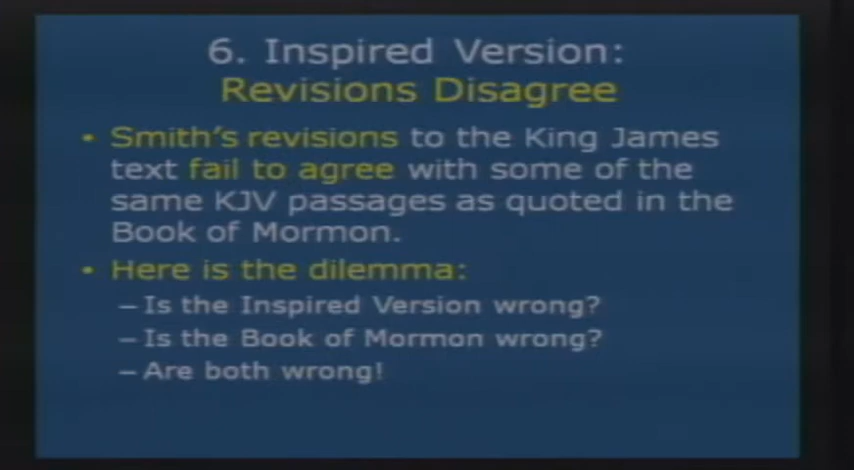 6. Inspired Version:
Revisions Disagree
• Smith's revisions to the King James
text fail to agree with some of the
same KJV passages as quoted in the
Book of Mormon.
• Here is the dilemma:
– Is the Inspired Version wrong?
– Is the Book of Mormon wrong?
– Are both wrong!